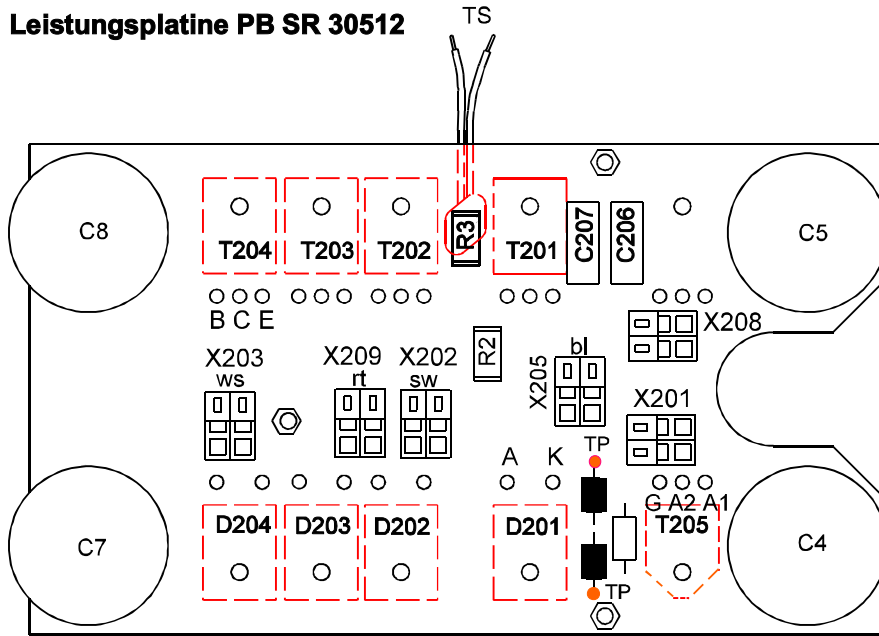 Leistungsplatine PB SR 30512
TS
C8
T204
T203
T202
R3
T201
C207
C206
C5
B C E
X203
ws
X209
rt
X202
sw
R2
X205
bl
X208
X201
A
K
TP
G A2 A1
C7
D204
D203
D202
D201
T205
C4
TP